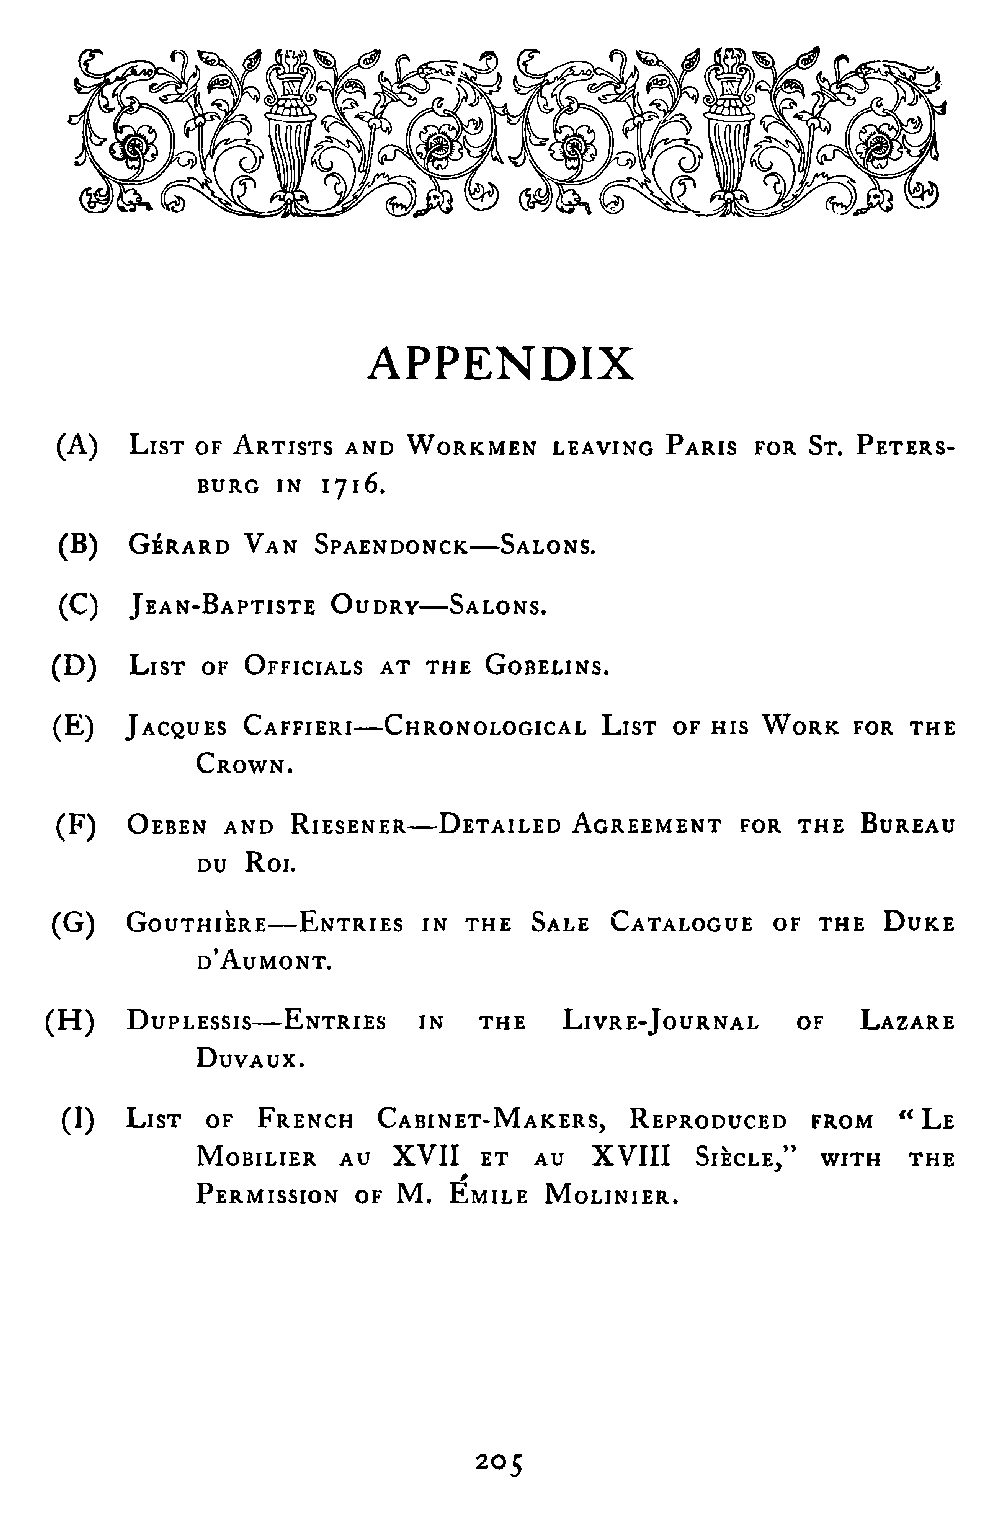 APPENDIX
(A) List of Artists and Workmen leaving Paris for St. Peters-
burg in 1716.
(B) Gérard Van Spaendonck—Salons.
(C) Jean-Baptiste Oudry—Salons.
(D) List of Officials at the Gobelins.
(E) Jacques Caffieri—Chronological List of his Work for the
Crown.
(F) Oeben and Riesener—Detailed Agreement for the Bureau
du Roi.
(G) Gouthière—Entries in the Sale Catalogue of the Duke
d'Aumont.
(H) Duplessis—Entries in the Livre-Journal of Lazare
Duvaux.
(I) List of French Cabinet-Makers, Reproduced from "Le
Mobilier au XVII et au XVIII Siècle," with the
Permission of M. Émile Molinier.
205